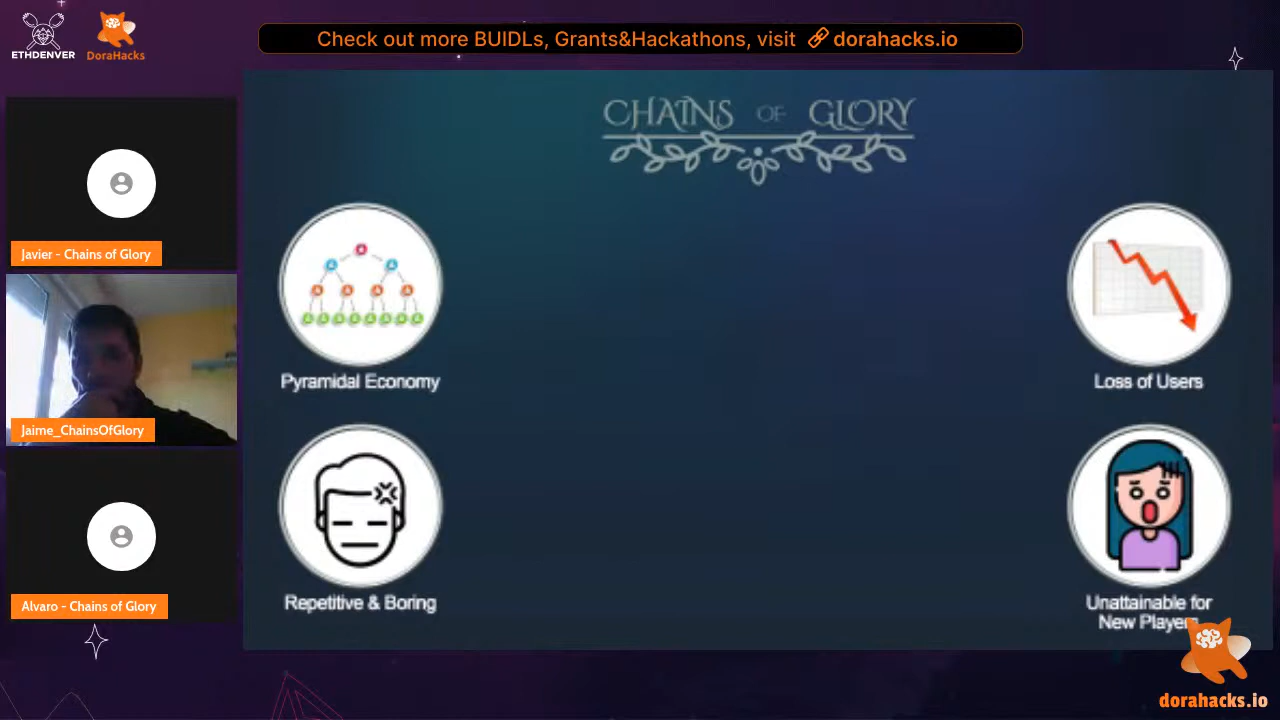 ETHDENVER
DoraHacks
Check out more BUIDLs, Grants&Hackathons, visit dorahacks.io
CHAINS OF GLORY
Javier - Chains of Glory
Jaime_ChainsOfGlory
Alvaro - Chains of Glory
Pyramidal Economy
Loss of Users
Repetitive & Boring
Unattainable for
New Players
dorahacks.io